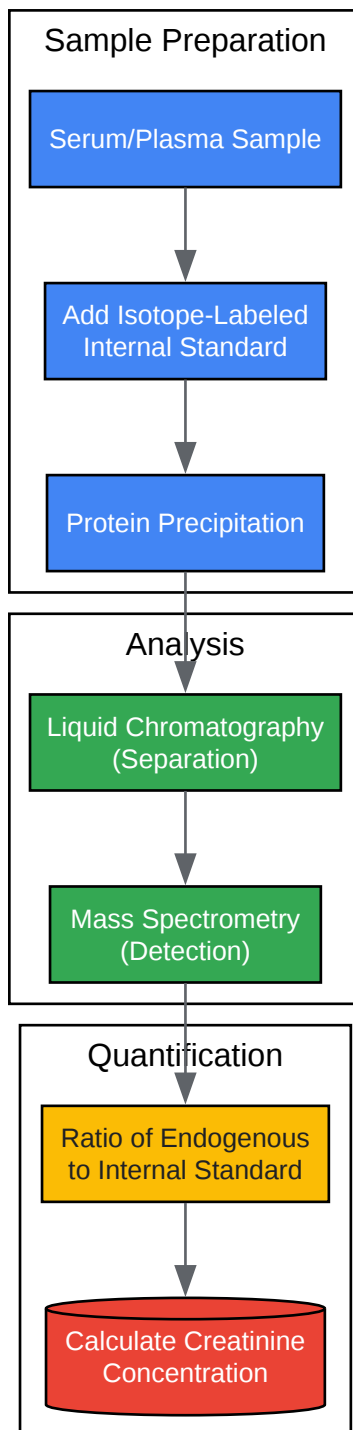 Sample Preparation
Serum/Plasma Sample
Add Isotope-Labeled
Internal Standard
Protein Precipitation
Analysis
Liquid Chromatography
(Separation)
Mass Spectrometry
(Detection)
Quantification
Ratio of Endogenous
to Internal Standard
Calculate Creatinine
Concentration